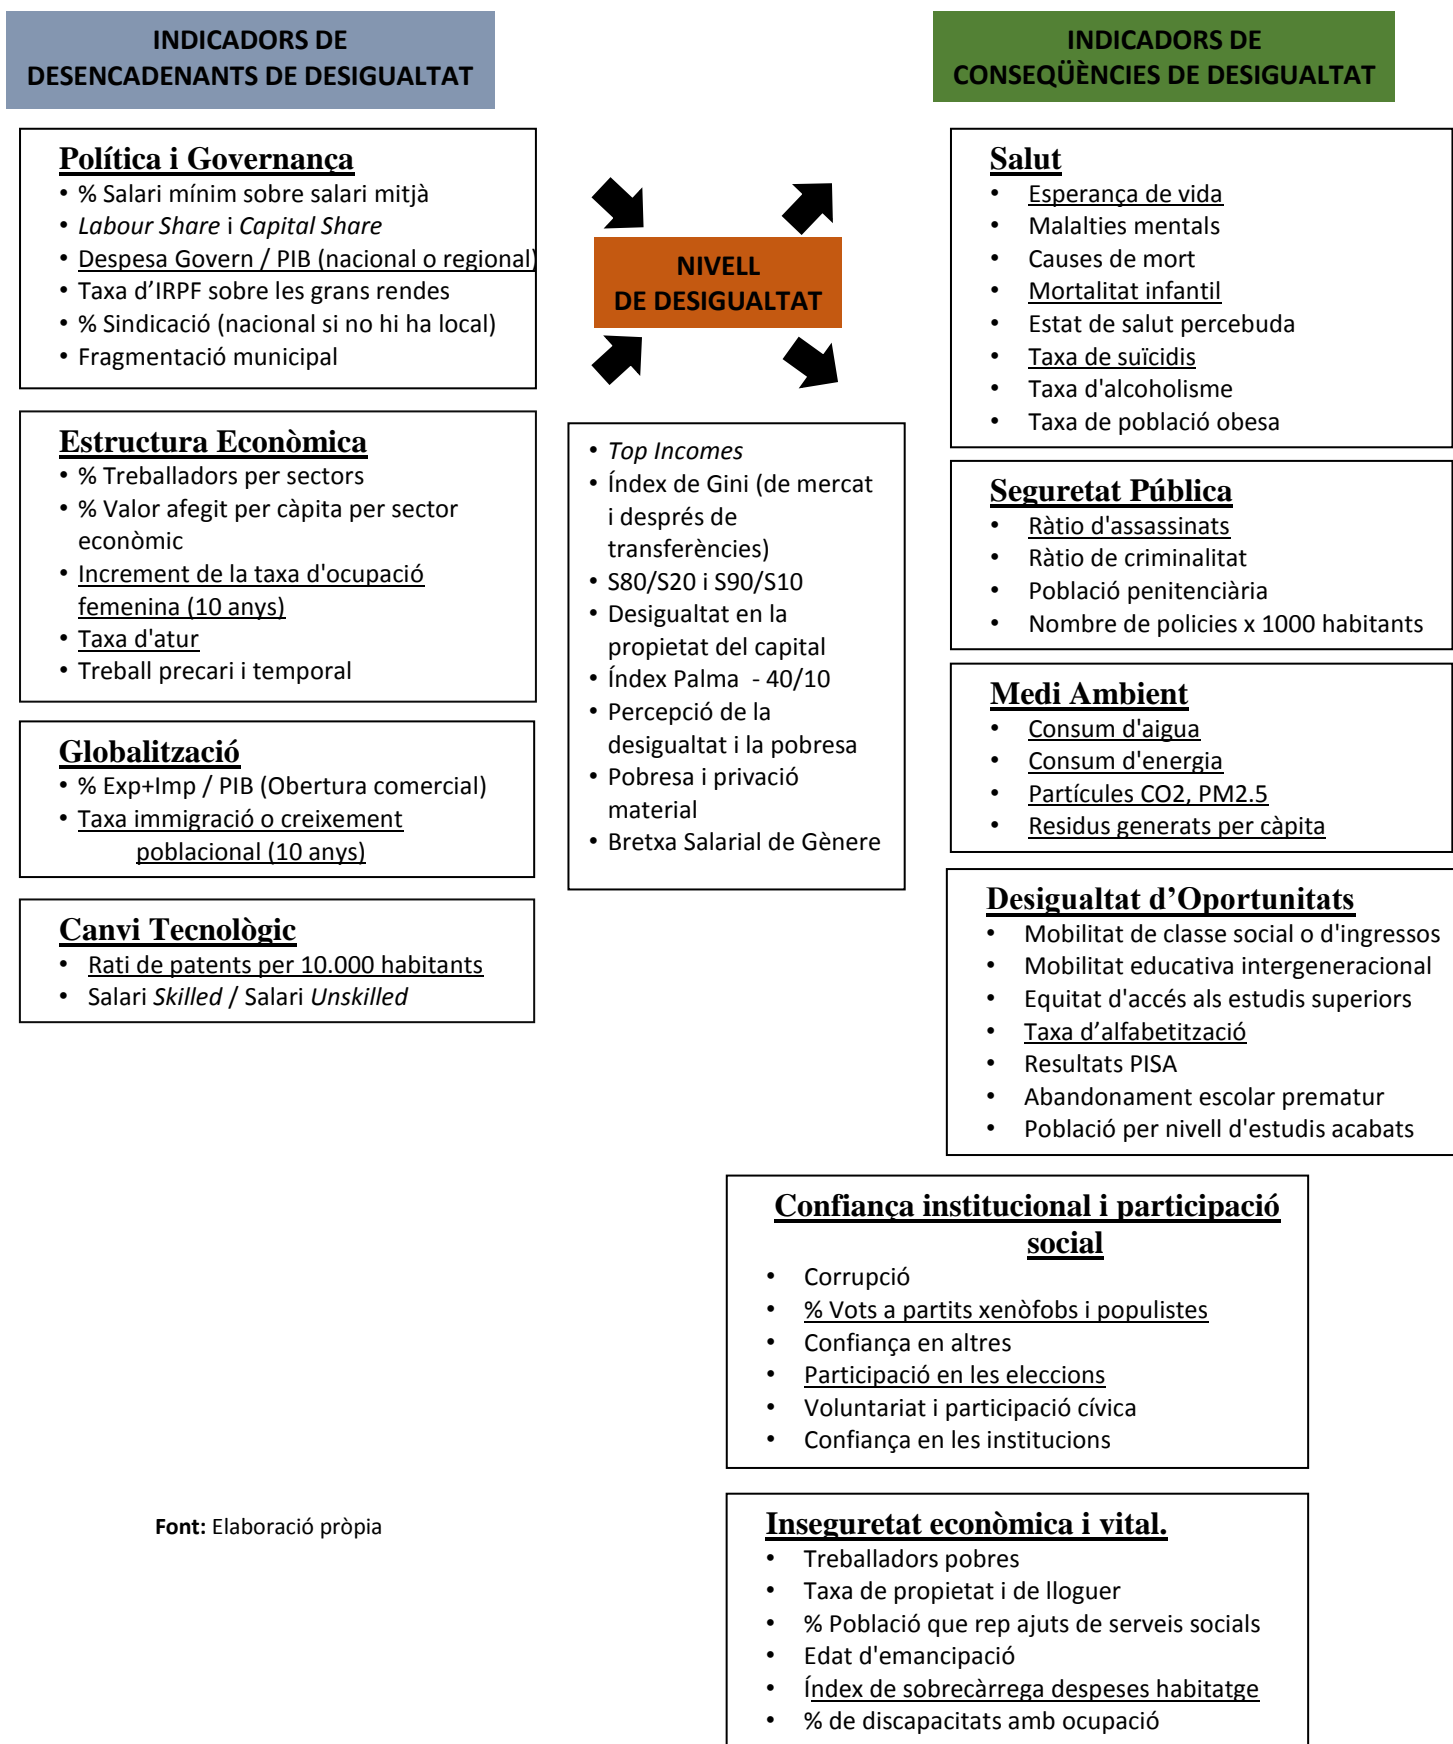 INDICADORS DE
DESENCADENANTS DE DESIGUALTAT
Política i Governança
• % Salari mínim sobre salari mitjà
• Labour Share i Capital Share
• Despesa Govern / PIB (nacional o regional)
• Taxa d’IRPF sobre les grans rendes
• % Sindicació (nacional si no hi ha local)
• Fragmentació municipal
Estructura Econòmica
• % Treballadors per sectors
• % Valor afegit per càpita per sector
econòmic
• Increment de la taxa d'ocupació
femenina (10 anys)
• Taxa d'atur
• Treball precari i temporal
Globalització
• % Exp+Imp / PIB (Obertura comercial)
• Taxa immigració o creixement
poblacional (10 anys)
Canvi Tecnològic
• Rati de patents per 10.000 habitants
• Salari Skilled / Salari Unskilled
NIVELL
DE DESIGUALTAT
• Top Incomes
• Índex de Gini (de mercat
i després de
transferències)
• S80/S20 i S90/S10
• Desigualtat en la
propietat del capital
• Índex Palma - 40/10
• Percepció de la
desigualtat i la pobresa
• Pobresa i privació
material
• Bretxa Salarial de Gènere
INDICADORS DE
CONSEQÜÈNCIES DE DESIGUALTAT
Salut
• Esperança de vida
• Malalties mentals
• Causes de mort
• Mortalitat infantil
• Estat de salut percebuda
• Taxa de suïcidis
• Taxa d'alcoholisme
• Taxa de població obesa
Seguretat Pública
• Ràtio d'assassinats
• Ràtio de criminalitat
• Població penitenciària
• Nombre de policies x 1000 habitants
Medi Ambient
• Consum d'aigua
• Consum d'energia
• Partícules CO2, PM2.5
• Residus generats per càpita
Desigualtat d’Oportunitats
• Mobilitat de classe social o d'ingressos
• Mobilitat educativa intergeneracional
• Equitat d'accés als estudis superiors
• Taxa d’alfabetització
• Resultats PISA
• Abandonament escolar prematur
• Població per nivell d'estudis acabats
Confiança institucional i participació
social
• Corrupció
• % Vots a partits xenòfobs i populistes
• Confiança en altres
• Participació en les eleccions
• Voluntariat i participació cívica
• Confiança en les institucions
Inseguretat econòmica i vital.
• Treballadors pobres
• Taxa de propietat i de lloguer
• % Població que rep ajuts de serveis socials
• Edat d'emancipació
• Índex de sobrecàrrega despeses habitatge
• % de discapacitats amb ocupació
Font: Elaboració pròpia